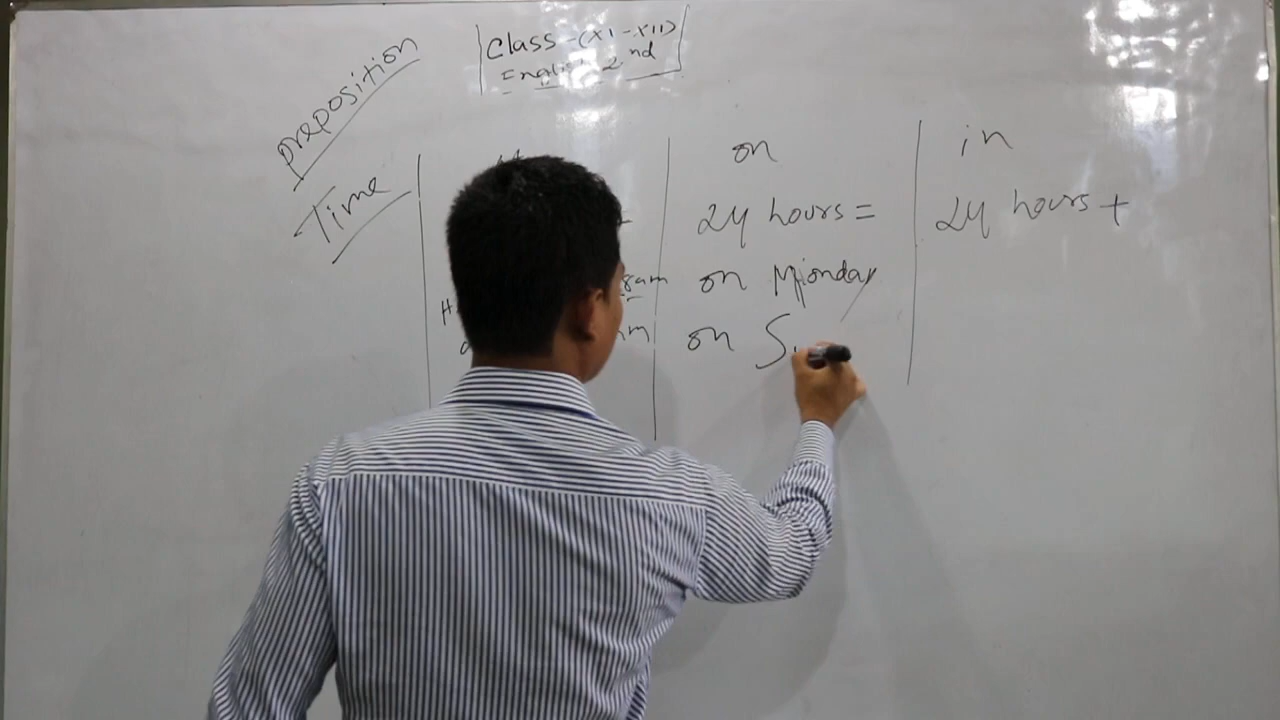 Class-(XI-XII)
English 2nd
preposition
Time
on
in
24 hours =
24 hours +
on Monday
on S